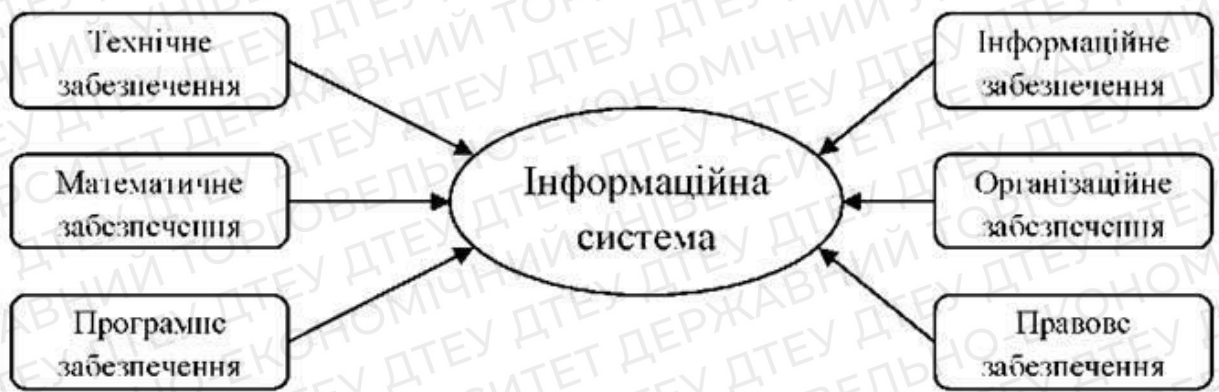 Технічне
забезпечення
Математичне
забезпечення
Програмне
забезпечення
Інформаційна
система
Інформаційне
забезпечення
Організаційне
забезпечення
Правове
забезпечення